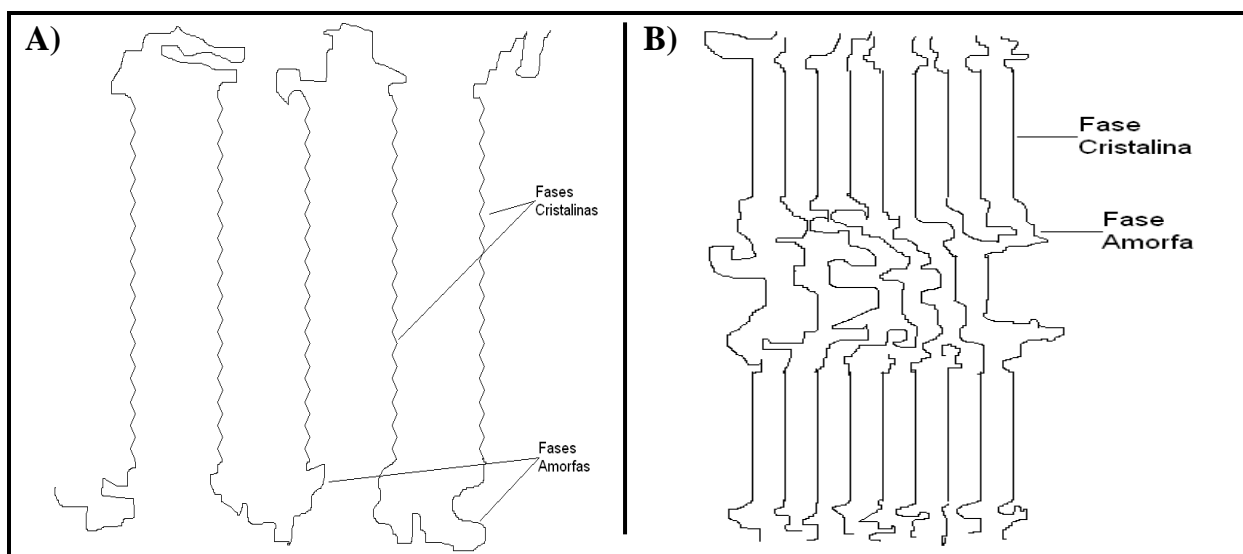 A)
Fases
Cristalinas
Fases
Amorfas
B)
Fase
Cristalina
Fase
Amorfa